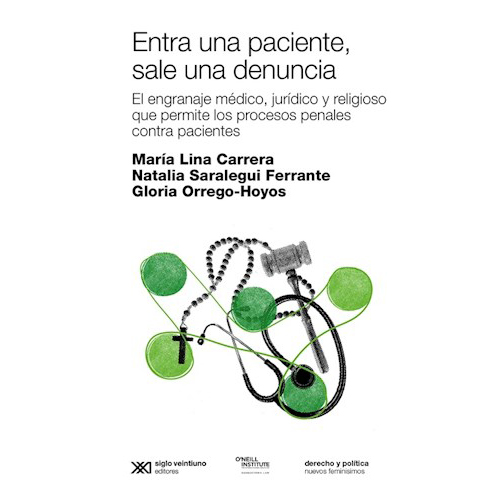 Entra una paciente,
sale una denuncia
El engranaje médico, jurídico y religioso
que permite los procesos penales
contra pacientes
María Lina Carrera
Natalia Saralegui Ferrante
Gloria Orrego-Hoyos
siglo veintiuno
editores
O'NEILL
INSTITUTE
derecho y política
nuevos feminismos